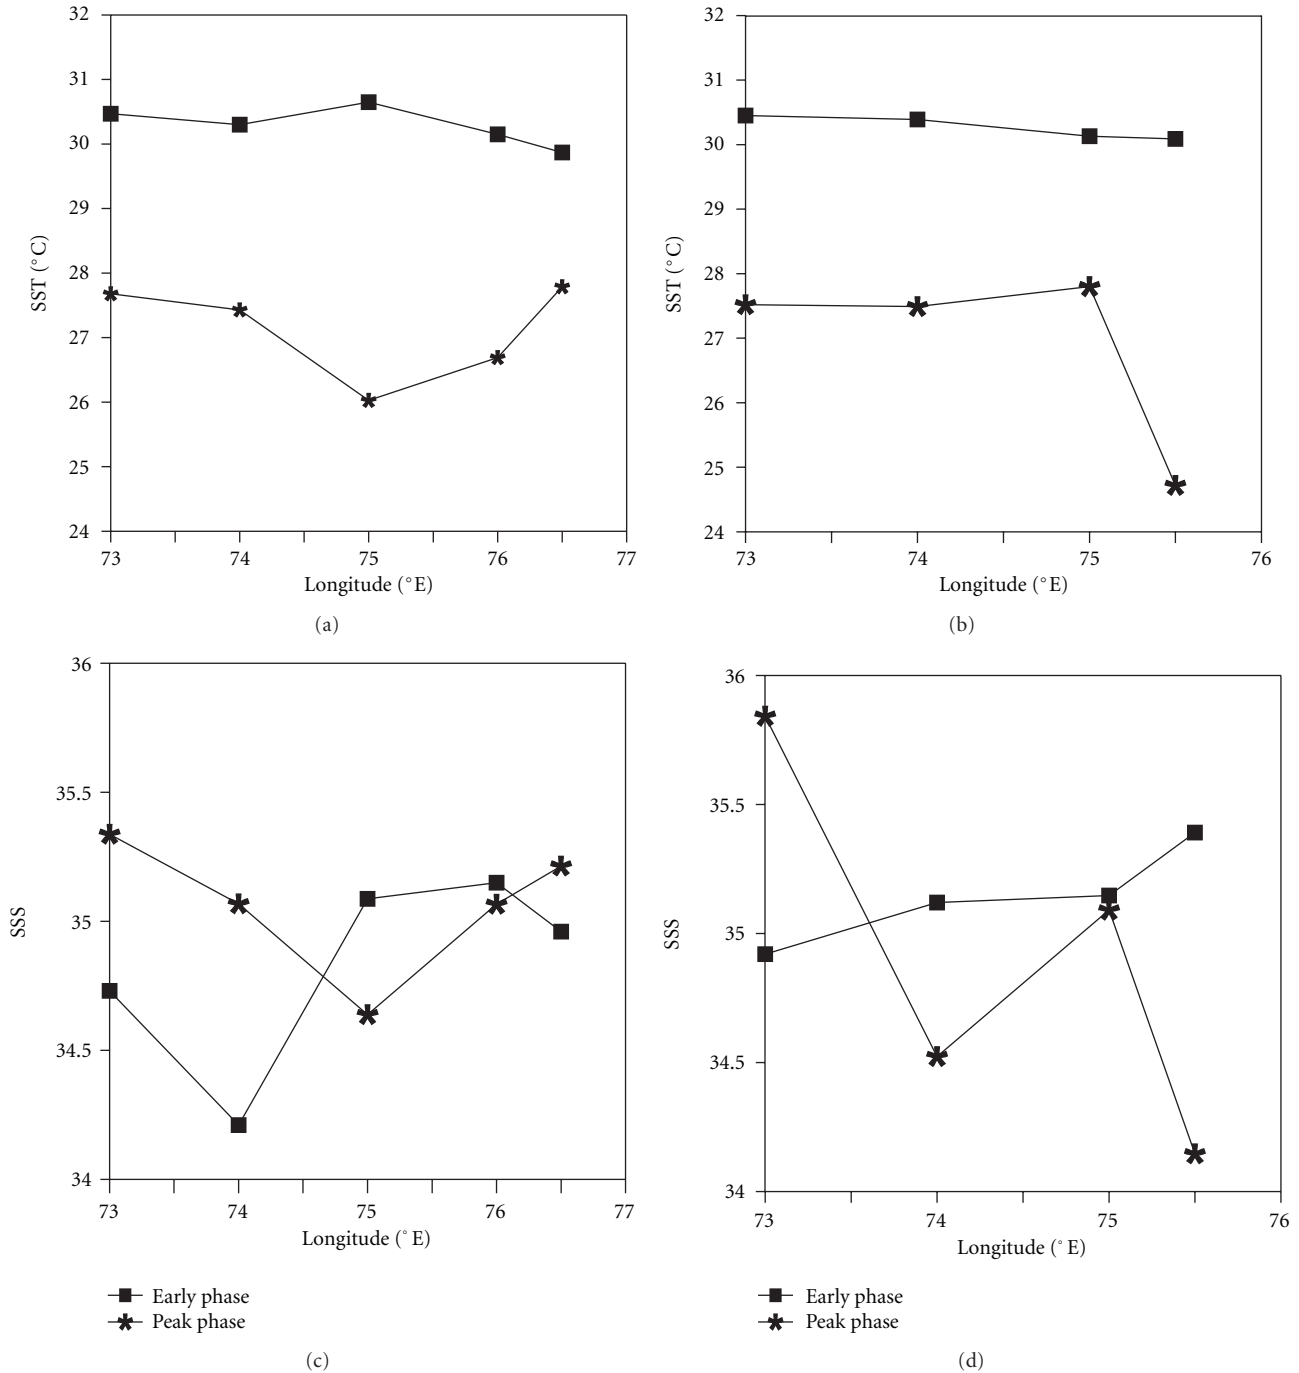 32
31
30
29
28
27
26
25
24
SST (°C)
73 74 75 76 77
Longitude (°E)
(a)
32
31
30
29
28
27
26
25
24
SST (°C)
73 74 75 76
Longitude (°E)
(b)
36
35.5
35
34.5
34
SSS
73 74 75 76 77
Longitude (°E)
Early phase
Peak phase
(c)
36
35.5
35
34.5
34
SSS
73 74 75 76
Longitude (°E)
Early phase
Peak phase
(d)